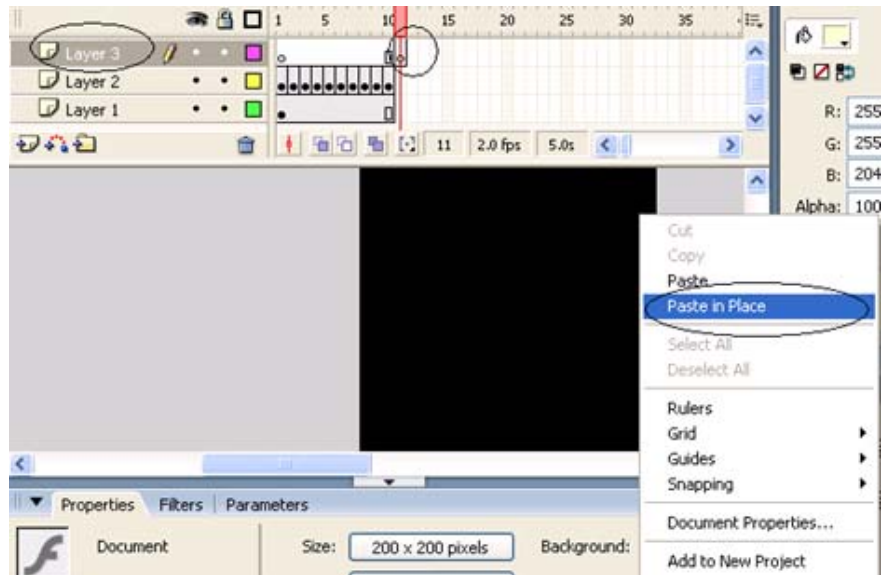 1 5 10 15 20 25 30 35
Layer 3
Layer 2
Layer 1
11 2.0 fps 5.0s
R: 255
G: 255
B: 204
Alpha: 100
Cut
Copy
Paste
Paste in Place
Select All
Deselect All
Rulers
Grid
Guides
Snapping
Document Properties...
Add to New Project
Properties Filters Parameters
Document Size: 200 x 200 pixels Background: